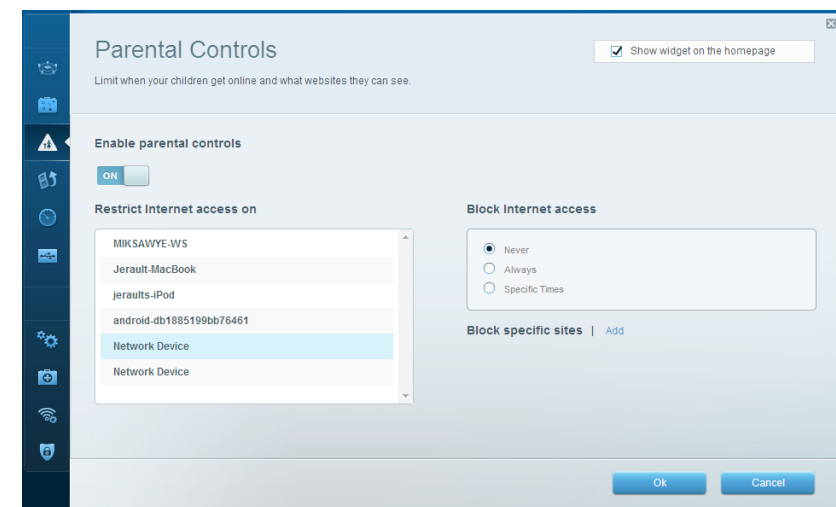 Parental Controls
Show widget on the homepage
Limit when your children get online and what websites they can see.
Enable parental controls
ON
Restrict Internet access on
Block Internet access
MIKSAWYE-WS
Jerault-MacBook
jeraults-iPod
android-db1885199bb76461
Network Device
Network Device
Never
Always
Specific Times
Block specific sites | Add
Ok
Cancel